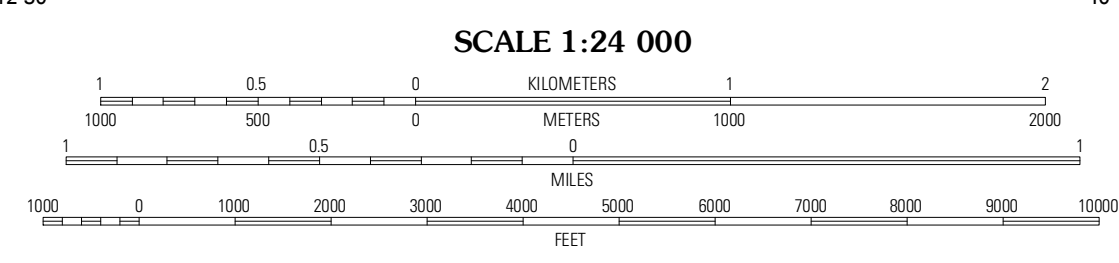 SCALE 1:24 000
1 0.5 0 KILOMETERS 1 2
1000 500 0 METERS 1000 2000
1 0.5 0 1
MILES
1000 0 1000 2000 3000 4000 5000 6000 7000 8000 9000 10000
FEET